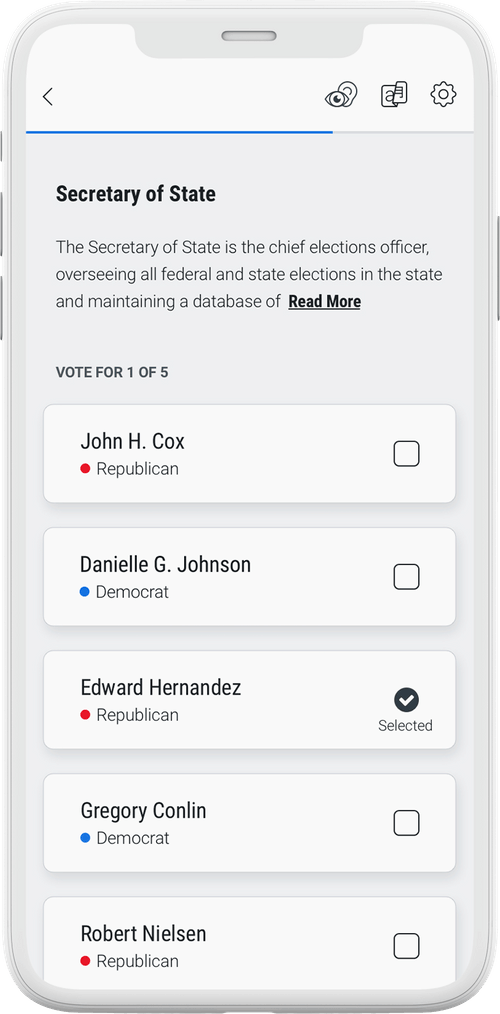 Secretary of State
The Secretary of State is the chief elections officer,
overseeing all federal and state elections in the state
and maintaining a database of Read More
VOTE FOR 1 OF 5
John H. Cox
Republican
Danielle G. Johnson
Democrat
Edward Hernandez
Republican
Selected
Gregory Conlin
Democrat
Robert Nielsen
Republican